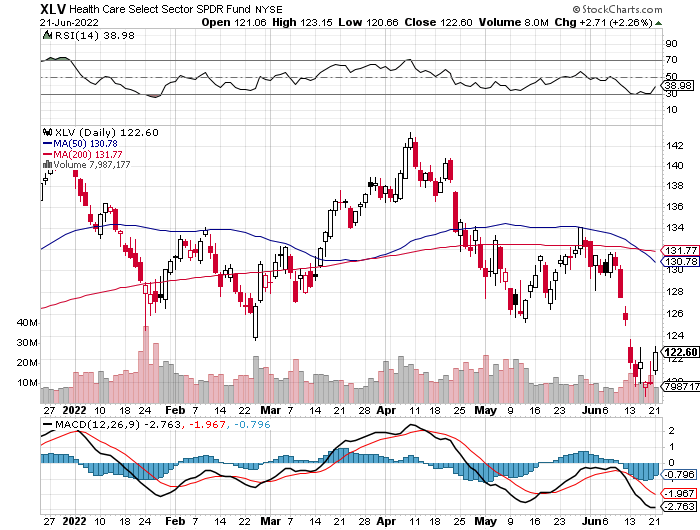 XLV Health Care Select Sector SPDR Fund NYSE © StockCharts.com
21-Jun-2022 Open 121.06 High 123.15 Low 120.66 Close 122.60 Volume 8.0M Chg +2.71 (+2.26%)
RSI(14) 38.98
90
70
50
38.98
30
10
XLV (Daily) 122.60
MA(50) 130.78
MA(200) 131.77
Volume 7,987,177
142
140
138
136
134
131.77
130.78
130
128
126
124
122.60
122
120
7987177
40M
30M
20M
10M
27 2022 10 18 24 Feb 7 14 22 Mar 7 14 21 28 Apr 11 18 25 May 9 16 23 Jun 6 13 21
MACD(12,26,9) -2.763, -1.967, -0.796
2
1
0
-0.796
-1.967
-2.763
27 2022 10 18 24 Feb 7 14 22 Mar 7 14 21 28 Apr 11 18 25 May 9 16 23 Jun 6 13 21